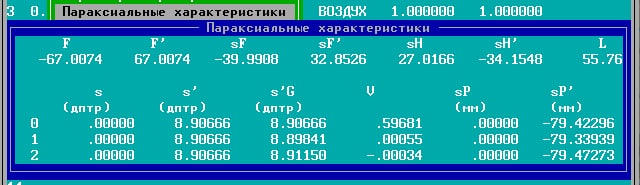 3 0. Параксиальные характеристики ВОЗДУХ 1.000000 1.000000
Параксиальные характеристики
F F' sF sF' sH sH' L
-67.0074 67.0074 -39.9908 32.8526 27.0166 -34.1548 55.76
s s' s'G V sP sP'
(дптр) (дптр) (дптр) (мм) (мм)
0 .00000 8.90666 8.90666 .59681 .00000 -79.42296
1 .00000 8.90666 8.89841 .00055 .00000 -79.33939
2 .00000 8.90666 8.91150 -.00034 .00000 -79.47273